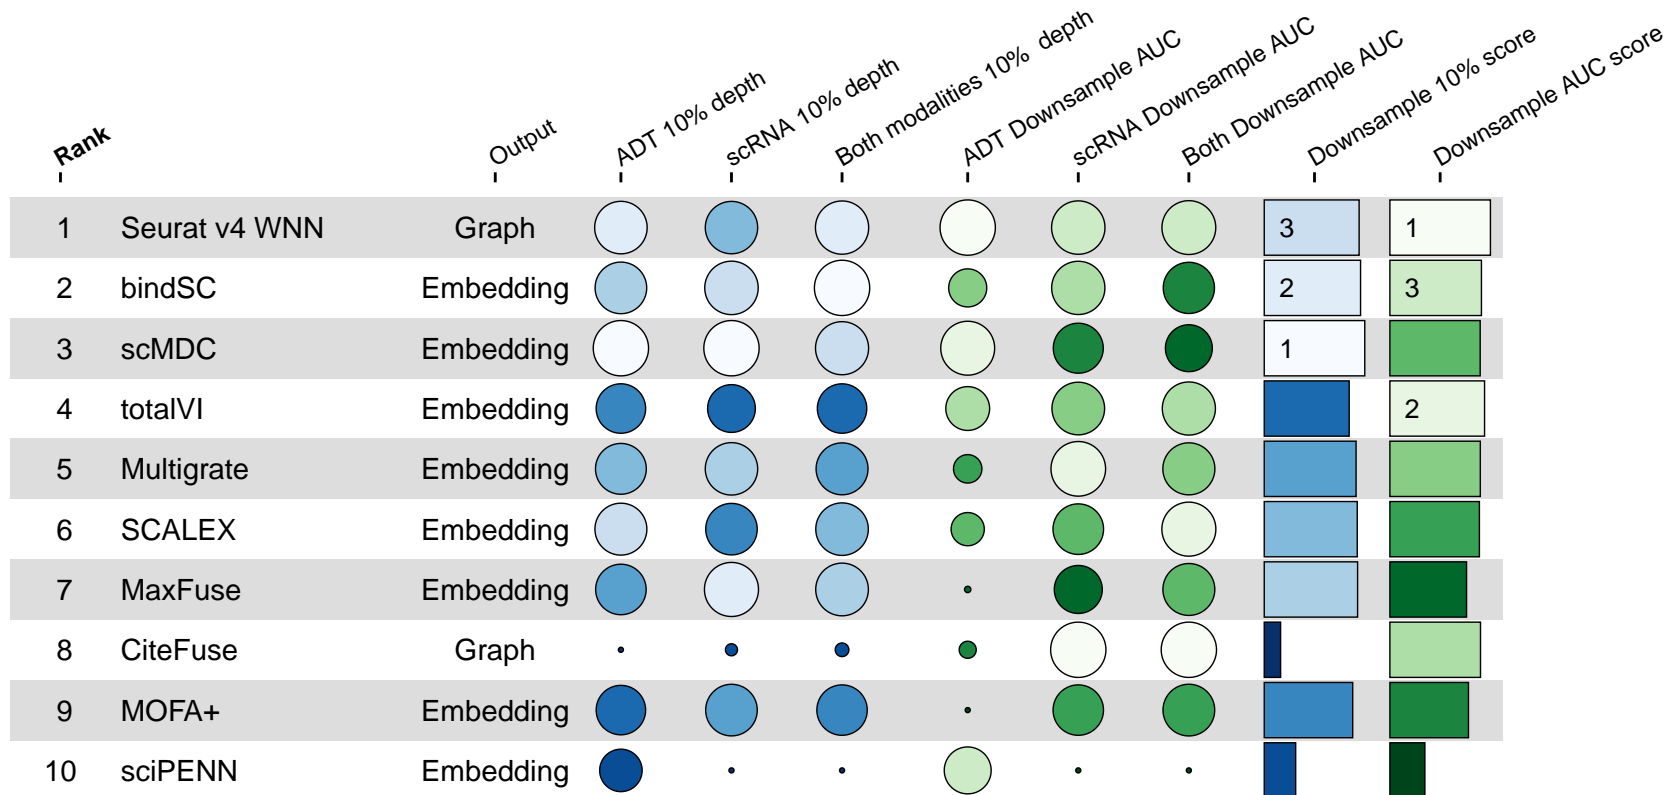 Rank Output ADT 10% depth scRNA 10% depth Both modalities 10% depth ADT Downsample AUC scRNA Downsample AUC Both Downsample AUC Downsample 10% score Downsample AUC score
1 Seurat v4 WNN Graph 3 1
2 bindSC Embedding 2 3
3 scMDC Embedding 1
4 totalVI Embedding 2
5 Multigrate Embedding
6 SCALEX Embedding
7 MaxFuse Embedding
8 CiteFuse Graph
9 MOFA+ Embedding
10 sciPENN Embedding